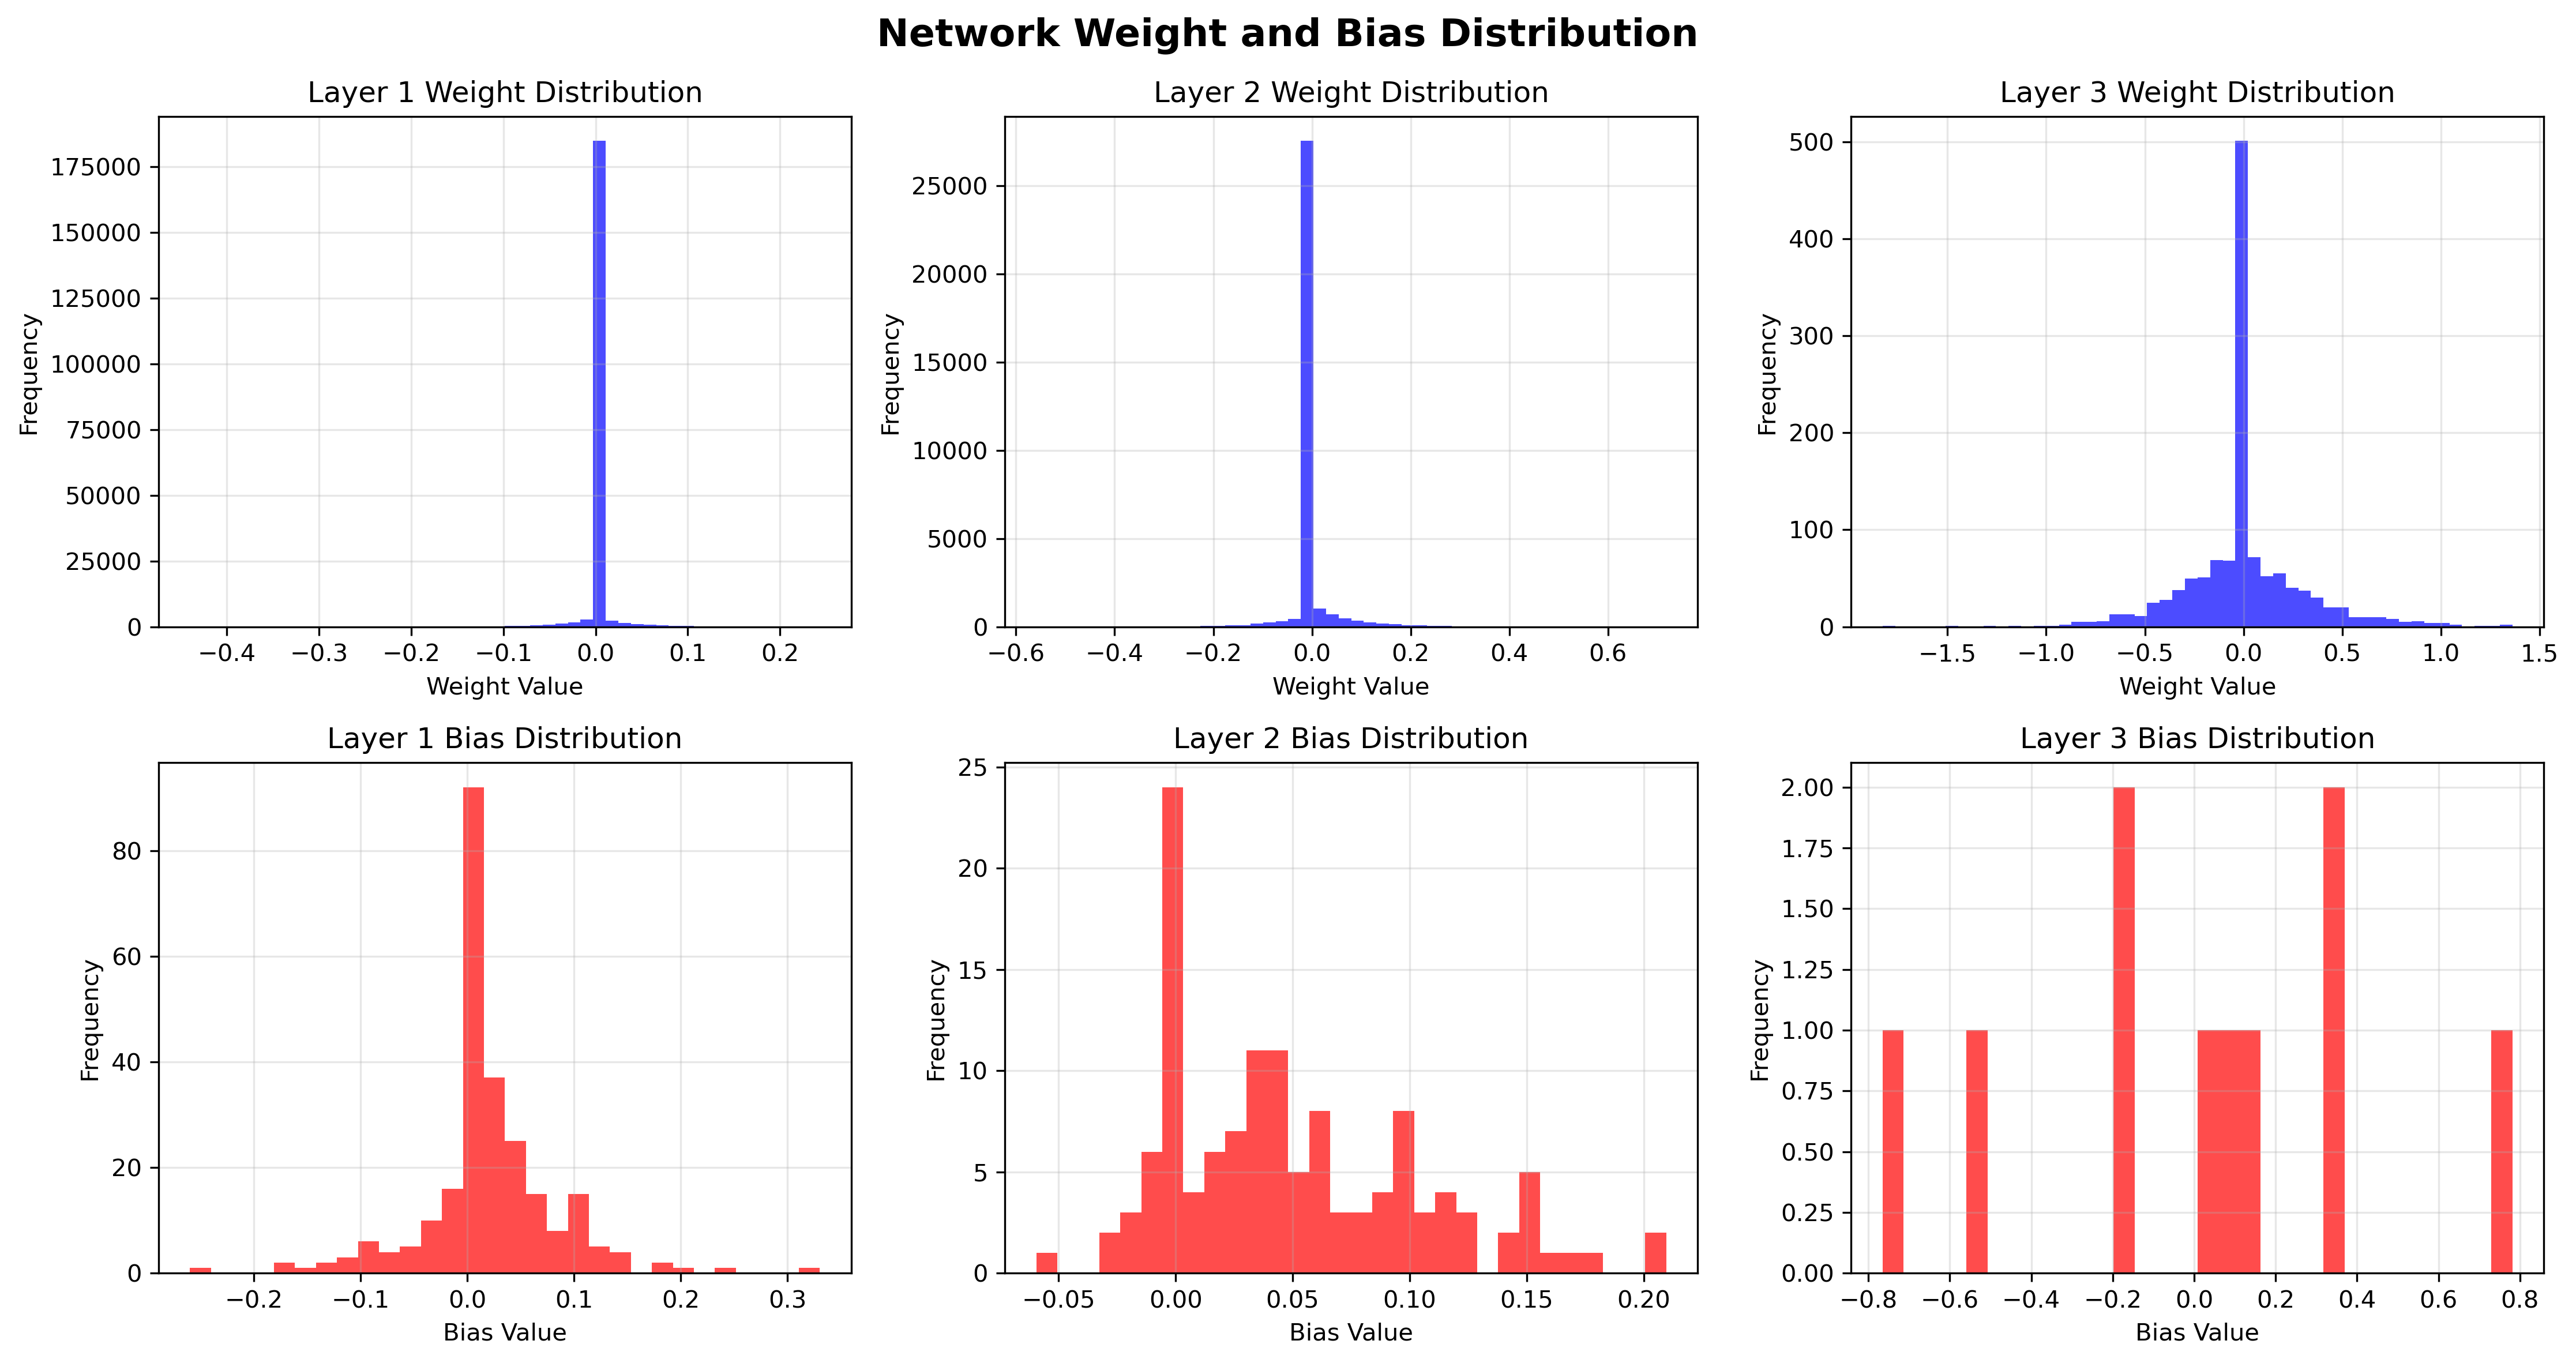 Network Weight and Bias Distribution
Layer 1 Weight Distribution
Frequency
175000
150000
125000
100000
75000
50000
25000
0
−0.4 −0.3 −0.2 −0.1 0.0 0.1 0.2
Weight Value
Layer 2 Weight Distribution
Frequency
25000
20000
15000
10000
5000
0
−0.6 −0.4 −0.2 0.0 0.2 0.4 0.6
Weight Value
Layer 3 Weight Distribution
Frequency
500
400
300
200
100
0
−1.5 −1.0 −0.5 0.0 0.5 1.0 1.5
Weight Value
Layer 1 Bias Distribution
Frequency
80
60
40
20
0
−0.2 −0.1 0.0 0.1 0.2 0.3
Bias Value
Layer 2 Bias Distribution
Frequency
25
20
15
10
5
0
−0.05 0.00 0.05 0.10 0.15 0.20
Bias Value
Layer 3 Bias Distribution
Frequency
2.00
1.75
1.50
1.25
1.00
0.75
0.50
0.25
0.00
−0.8 −0.6 −0.4 −0.2 0.0 0.2 0.4 0.6 0.8
Bias Value